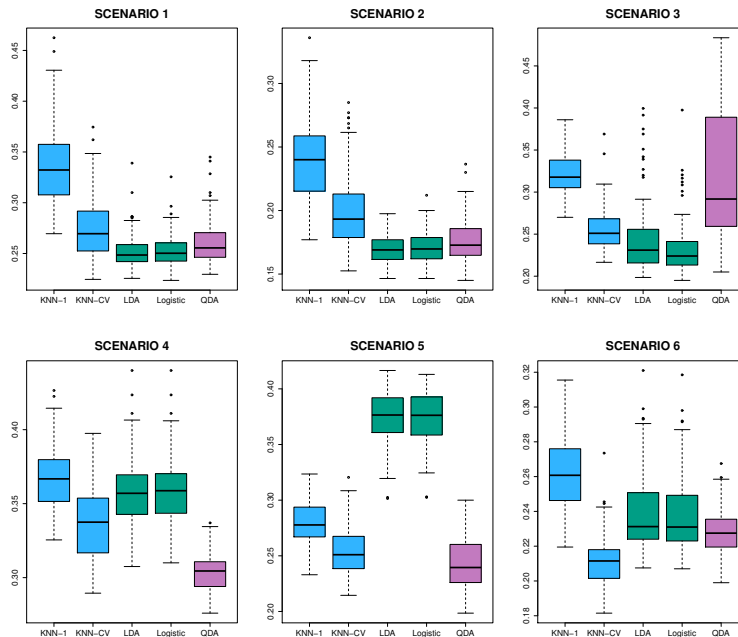 SCENARIO 1
0.45
0.40
0.35
0.30
0.25
KNN−1 KNN−CV LDA Logistic QDA
SCENARIO 2
0.30
0.25
0.20
0.15
KNN−1 KNN−CV LDA Logistic QDA
SCENARIO 3
0.45
0.40
0.35
0.30
0.25
0.20
KNN−1 KNN−CV LDA Logistic QDA
SCENARIO 4
0.40
0.35
0.30
KNN−1 KNN−CV LDA Logistic QDA
SCENARIO 5
0.40
0.35
0.30
0.25
0.20
KNN−1 KNN−CV LDA Logistic QDA
SCENARIO 6
0.32
0.30
0.28
0.26
0.24
0.22
0.20
0.18
KNN−1 KNN−CV LDA Logistic QDA